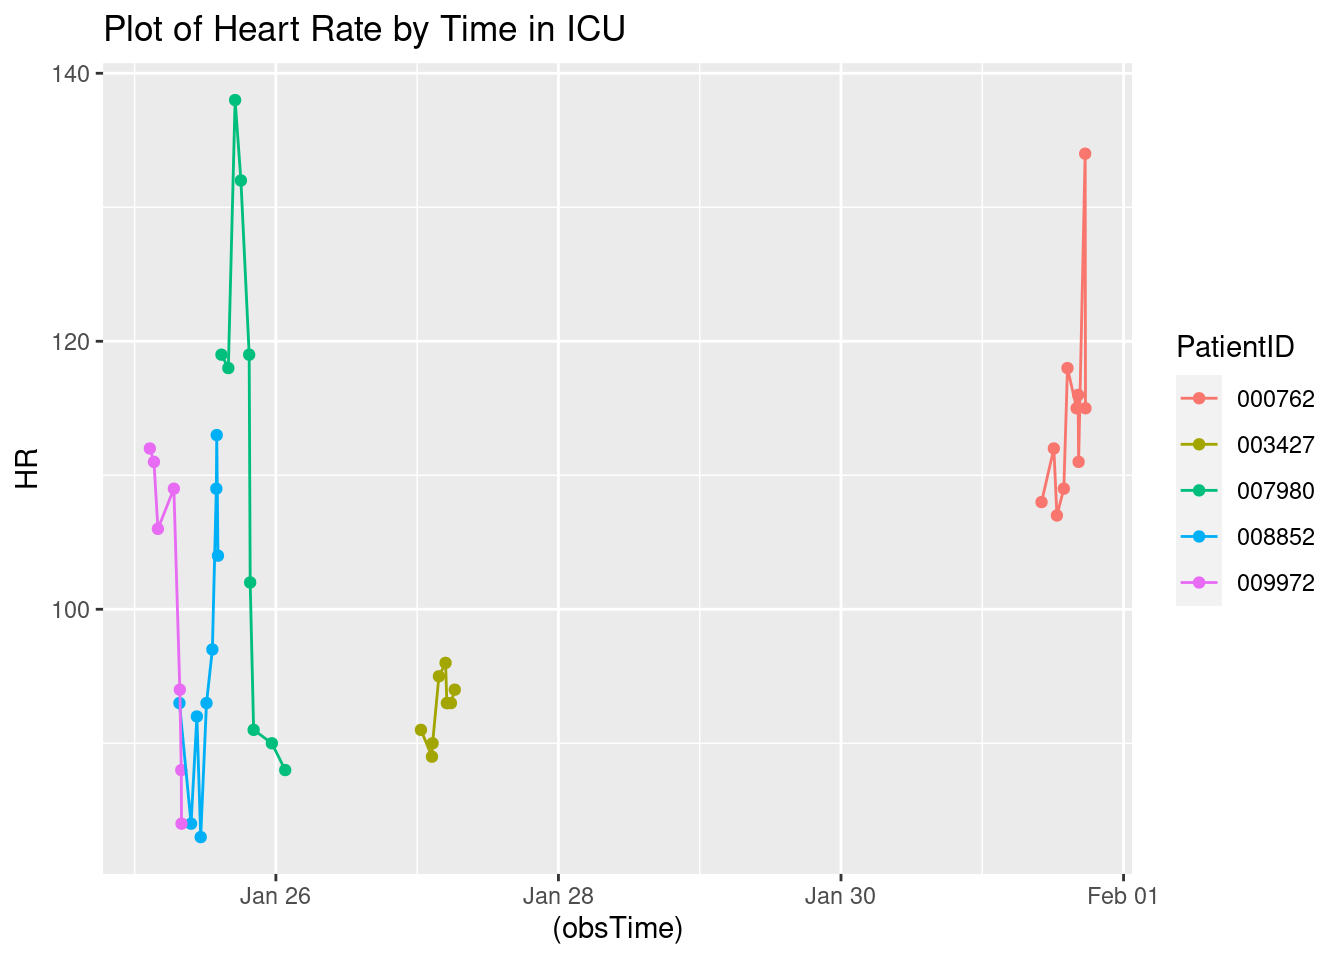 Plot of Heart Rate by Time in ICU
140
120
100
HR
Jan 26
Jan 28
Jan 30
Feb 01
(obsTime)
PatientID
000762
003427
007980
008852
009972